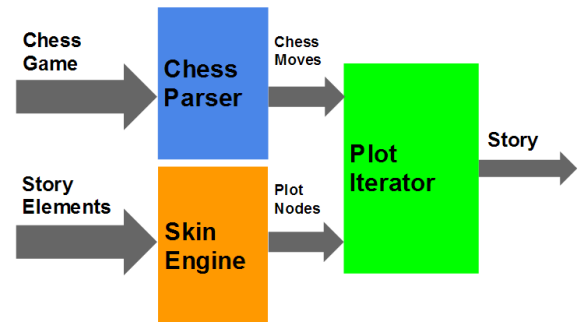 Chess
Game
Chess
Parser
Chess
Moves
Plot
Iterator
Story
Story
Elements
Skin
Engine
Plot
Nodes